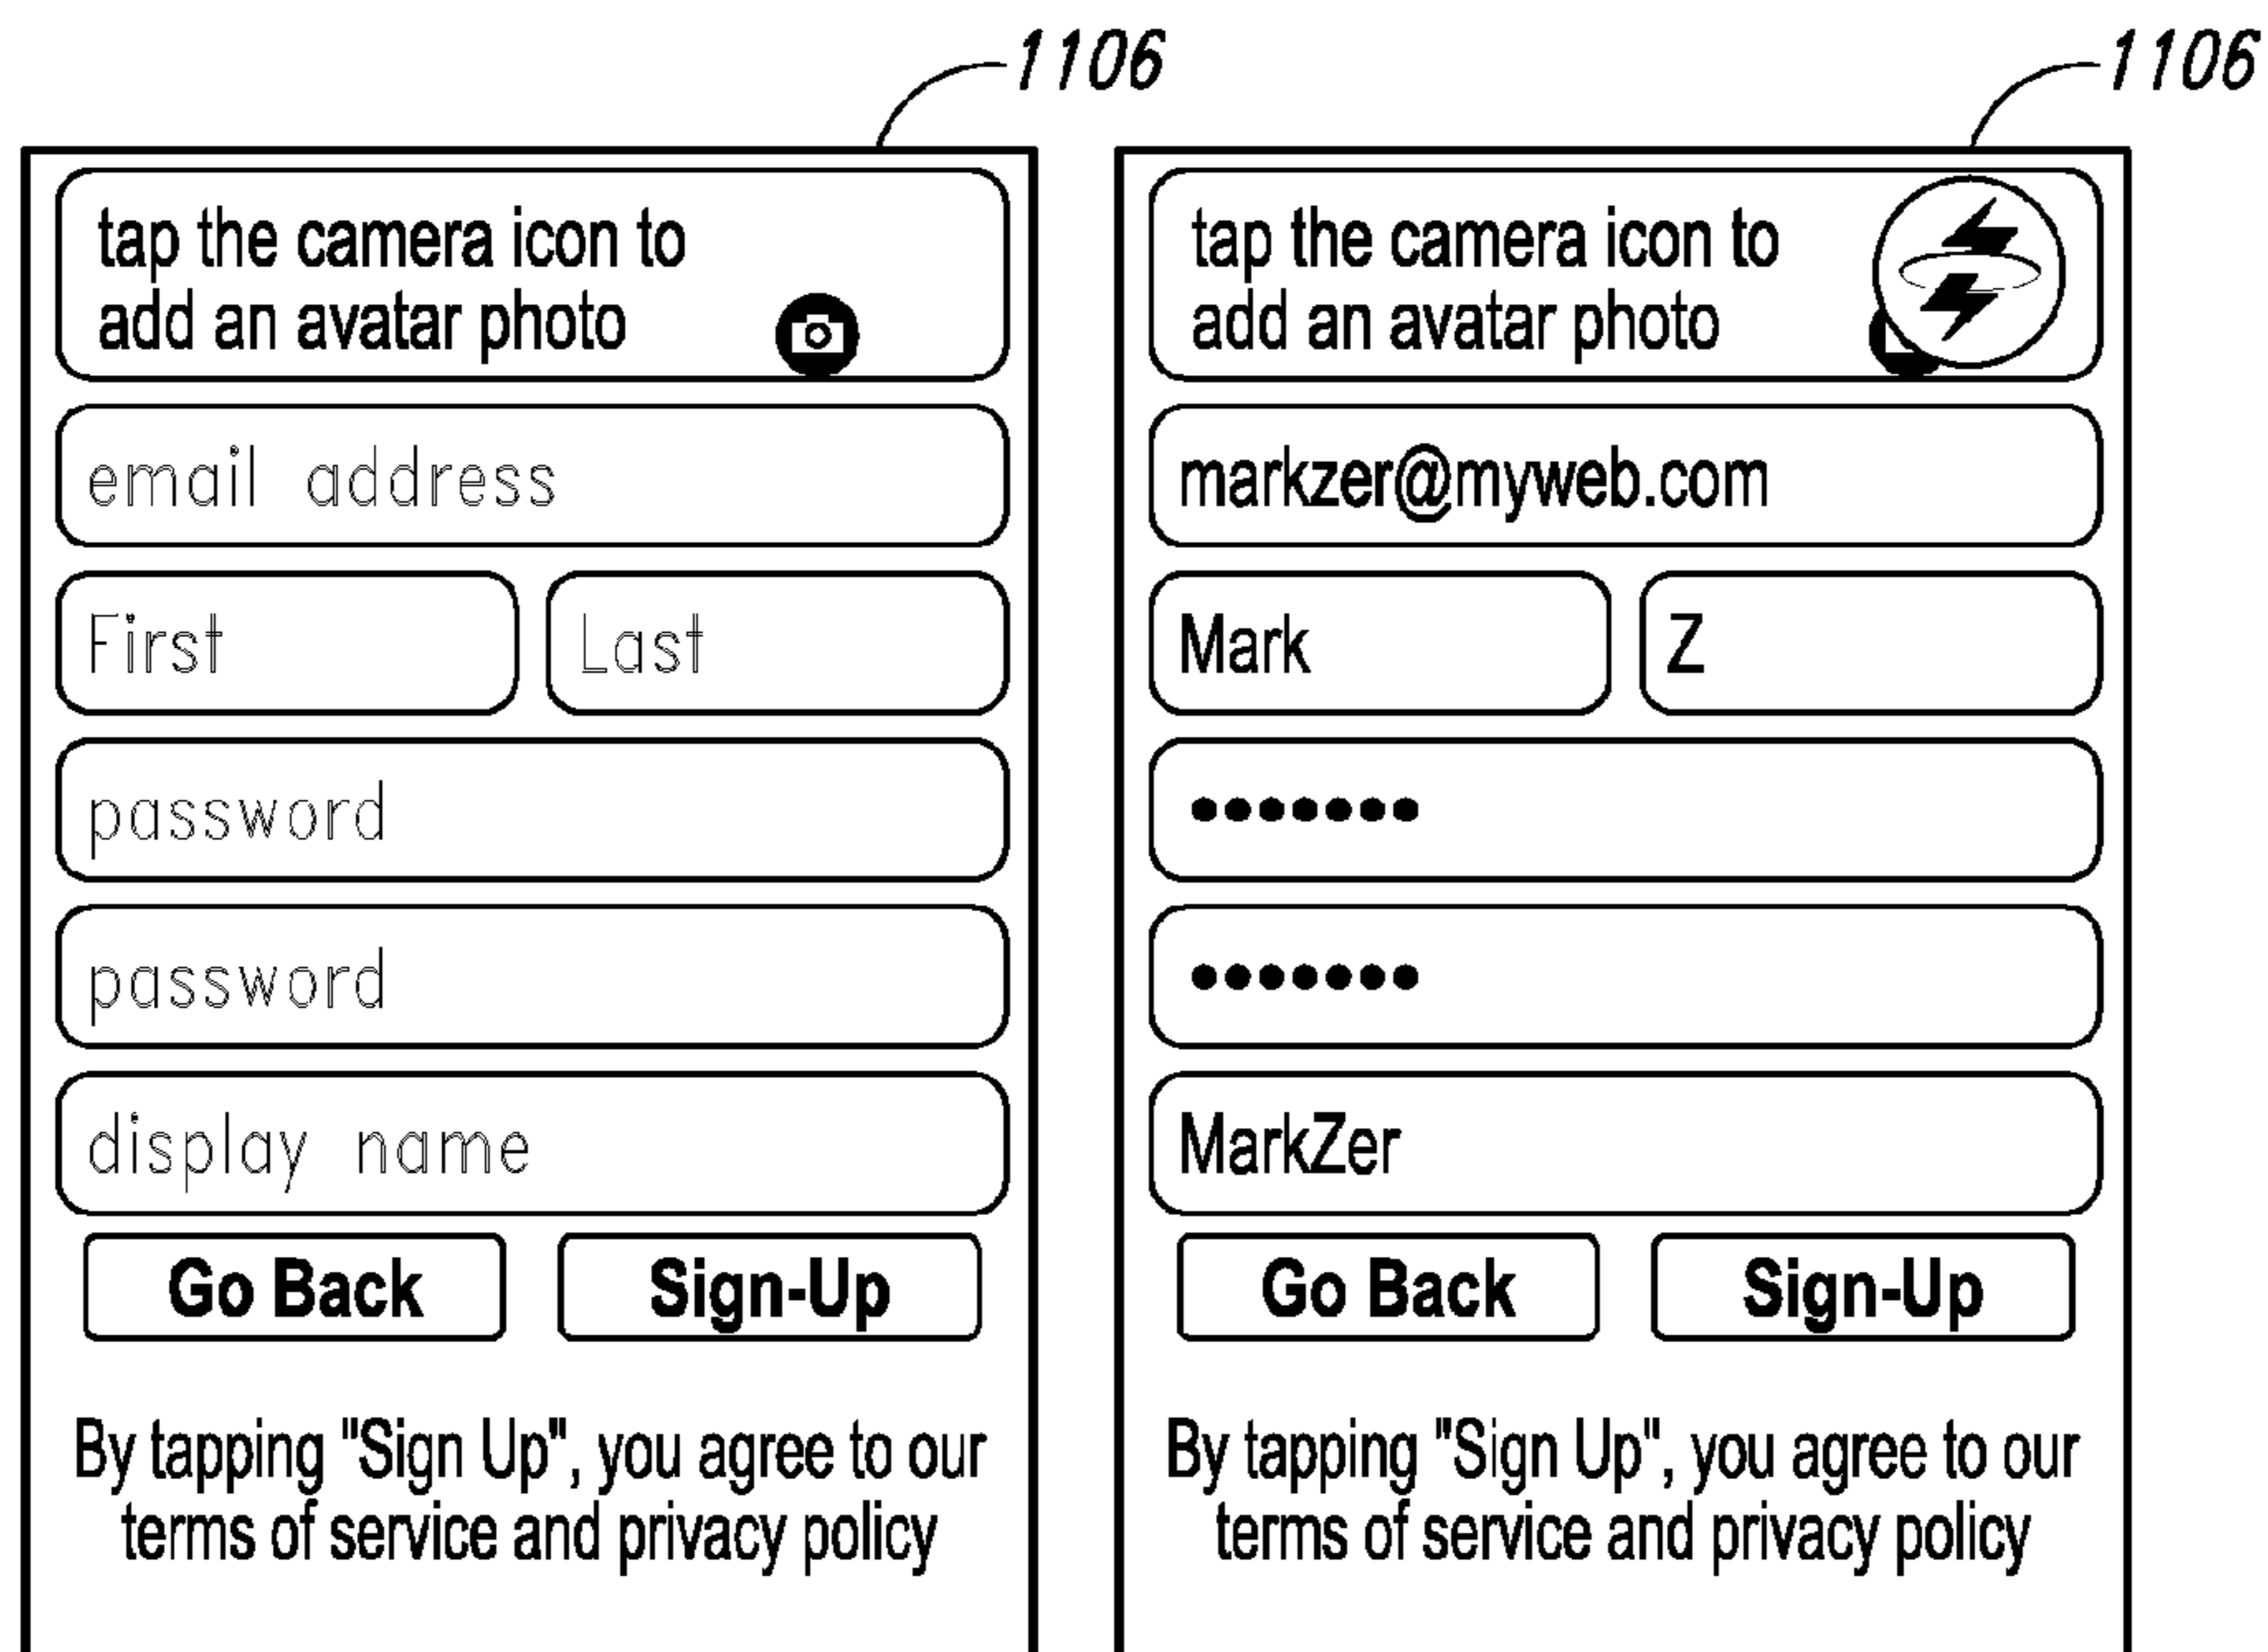 1106
tap the camera icon to
add an avatar photo
email address
First Last
password
password
display name
Go Back Sign-Up
By tapping "Sign Up", you agree to our
terms of service and privacy policy
1106
tap the camera icon to
add an avatar photo
markzer@myweb.com
Mark Z
•••••••
•••••••
MarkZer
Go Back Sign-Up
By tapping "Sign Up", you agree to our
terms of service and privacy policy